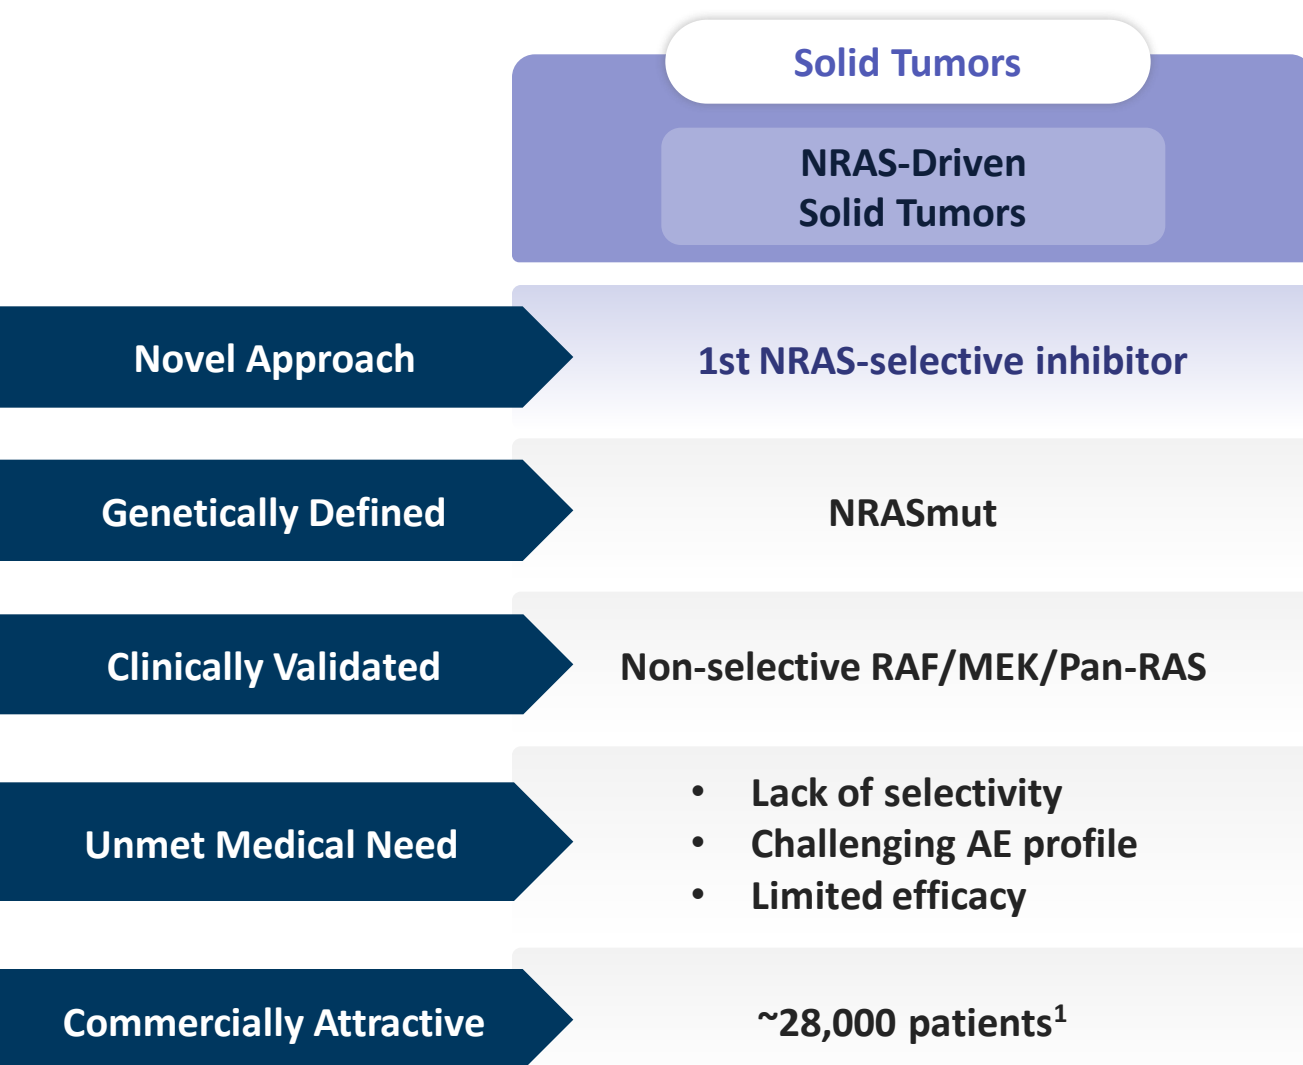 Solid Tumors
NRAS-Driven
Solid Tumors
Novel Approach
1st NRAS-selective inhibitor
Genetically Defined
NRASmut
Clinically Validated
Non-selective RAF/MEK/Pan-RAS
Unmet Medical Need
• Lack of selectivity
• Challenging AE profile
• Limited efficacy
Commercially Attractive
~28,000 patients¹